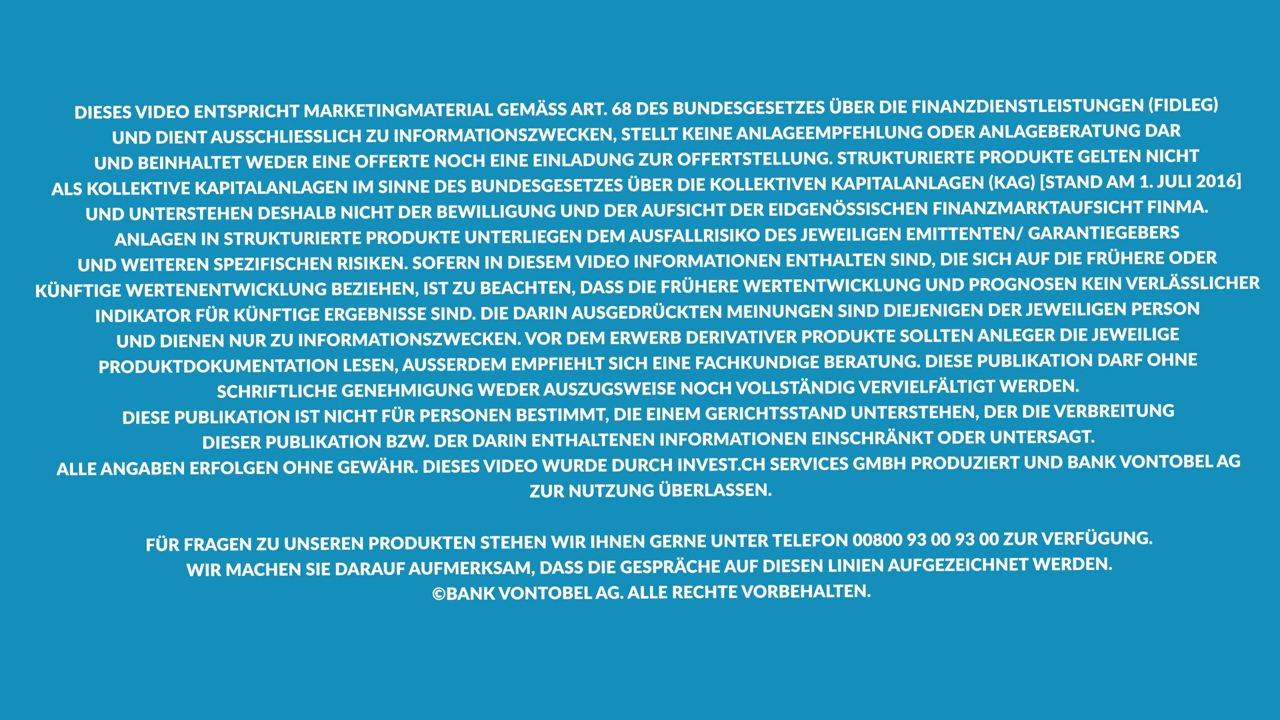 DIESES VIDEO ENTSPRICHT MARKETINGMATERIAL GEMÄSS ART. 68 DES BUNDESGESETZES ÜBER DIE FINANZDIENSTLEISTUNGEN (FIDLEG)
UND DIENT AUSSCHLIESSLICH ZU INFORMATIONSZWECKEN, STELLT KEINE ANLAGEEMPFEHLUNG ODER ANLAGEBERATUNG DAR
UND BEINHALTET WEDER EINE OFFERTE NOCH EINE EINLADUNG ZUR OFFERTSTELLUNG. STRUKTURIERTE PRODUKTE GELTEN NICHT
ALS KOLLEKTIVE KAPITALANLAGEN IM SINNE DES BUNDESGESETZES ÜBER DIE KOLLEKTIVEN KAPITALANLAGEN (KAG) [STAND AM 1. JULI 2016]
UND UNTERSTEHEN DESHALB NICHT DER BEWILLIGUNG UND DER AUFSICHT DER EIDGENÖSSISCHEN FINANZMARKTAUFSICHT FINMA.
ANLAGEN IN STRUKTURIERTE PRODUKTE UNTERLIEGEN DEM AUSFALLRISIKO DES JEWEILIGEN EMITTENTEN/ GARANTIEGEBERS
UND WEITEREN SPEZIFISCHEN RISIKEN. SOFERN IN DIESEM VIDEO INFORMATIONEN ENTHALTEN SIND, DIE SICH AUF DIE FRÜHERE ODER
KÜNFTIGE WERTENENTWICKLUNG BEZIEHEN, IST ZU BEACHTEN, DASS DIE FRÜHERE WERTENTWICKLUNG UND PROGNOSEN KEIN VERLÄSSLICHER
INDIKATOR FÜR KÜNFTIGE ERGEBNISSE SIND. DIE DARIN AUSGEDRÜCKTEN MEINUNGEN SIND DIEJENIGEN DER JEWEILIGEN PERSON
UND DIENEN NUR ZU INFORMATIONSZWECKEN. VOR DEM ERWERB DERIVATIVER PRODUKTE SOLLTEN ANLEGER DIE JEWEILIGE
PRODUKTDOKUMENTATION LESEN, AUSSERDEM EMPFIEHLT SICH EINE FACHKUNDIGE BERATUNG. DIESE PUBLIKATION DARF OHNE
SCHRIFTLICHE GENEHMIGUNG WEDER AUSZUGSWEISE NOCH VOLLSTÄNDIG VERVIELFÄLTIGT WERDEN.
DIESE PUBLIKATION IST NICHT FÜR PERSONEN BESTIMMT, DIE EINEM GERICHTSSTAND UNTERSTEHEN, DER DIE VERBREITUNG
DIESER PUBLIKATION BZW. DER DARIN ENTHALTENEN INFORMATIONEN EINSCHRÄNKT ODER UNTERSAGT.
ALLE ANGABEN ERFOLGEN OHNE GEWÄHR. DIESES VIDEO WURDE DURCH INVEST.CH SERVICES GMBH PRODUZIERT UND BANK VONTOBEL AG
ZUR NUTZUNG ÜBERLASSEN.
FÜR FRAGEN ZU UNSEREN PRODUKTEN STEHEN WIR IHNEN GERNE UNTER TELEFON 00800 93 00 93 00 ZUR VERFÜGUNG.
WIR MACHEN SIE DARAUF AUFMERKSAM, DASS DIE GESPRÄCHE AUF DIESEN LINIEN AUFGEZEICHNET WERDEN.
©BANK VONTOBEL AG. ALLE RECHTE VORBEHALTEN.